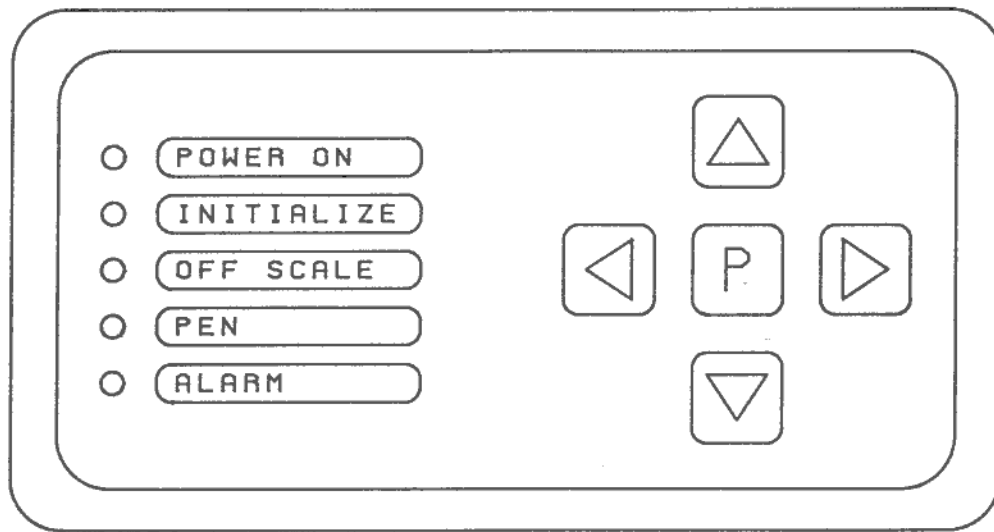 POWER ON
INITIALIZE
OFF SCALE
PEN
ALARM
P